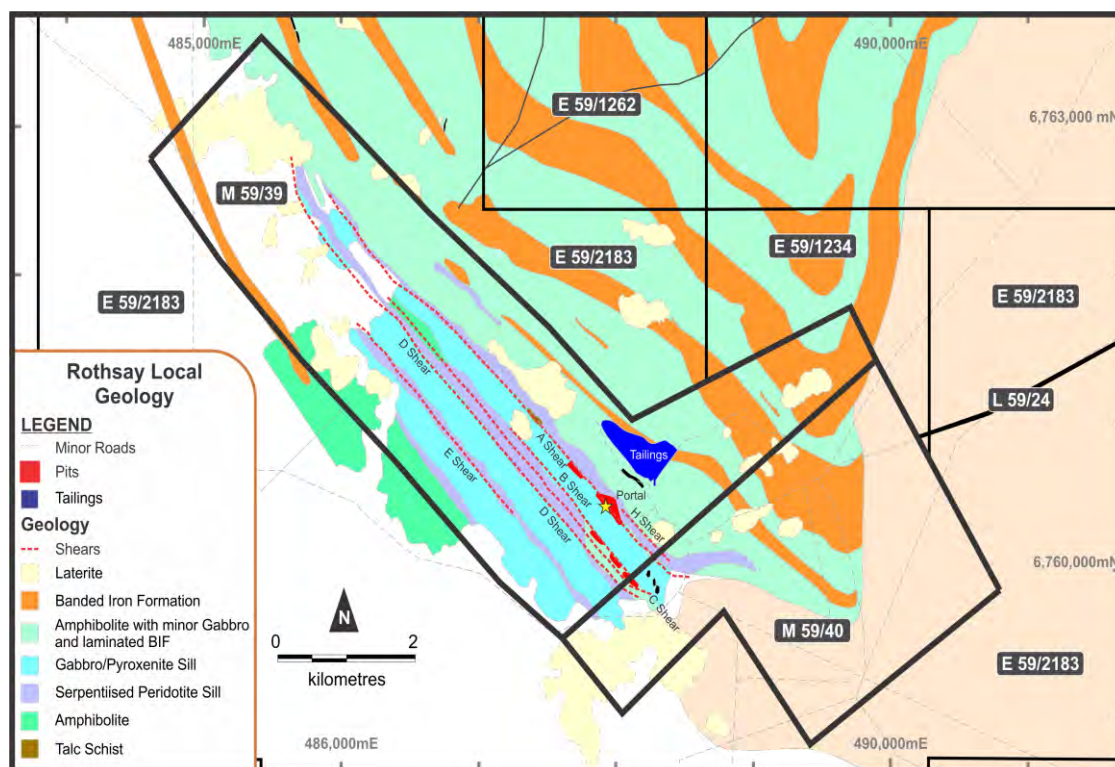 485,000mE
490,000mE
E 59/1262
6,763,000 mN
M 59/39
E 59/2183
E 59/1234
E 59/2183
E 59/2183
L 59/24
Rothsay Local
Geology
LEGEND
Minor Roads
Pits
Tailings
Geology
Shears
Laterite
Banded Iron Formation
Amphibolite with minor Gabbro
and laminated BIF
Gabbro/Pyroxenite Sill
Serpentiised Peridotite Sill
Amphibolite
Talc Schist
D Shear
A Shear
Tailings
E Shear
B Shear
Portal
H Shear
D Shear
C Shear
6,760,000mN
M 59/40
E 59/2183
N
0 2
kilometres
486,000mE
490,000mE